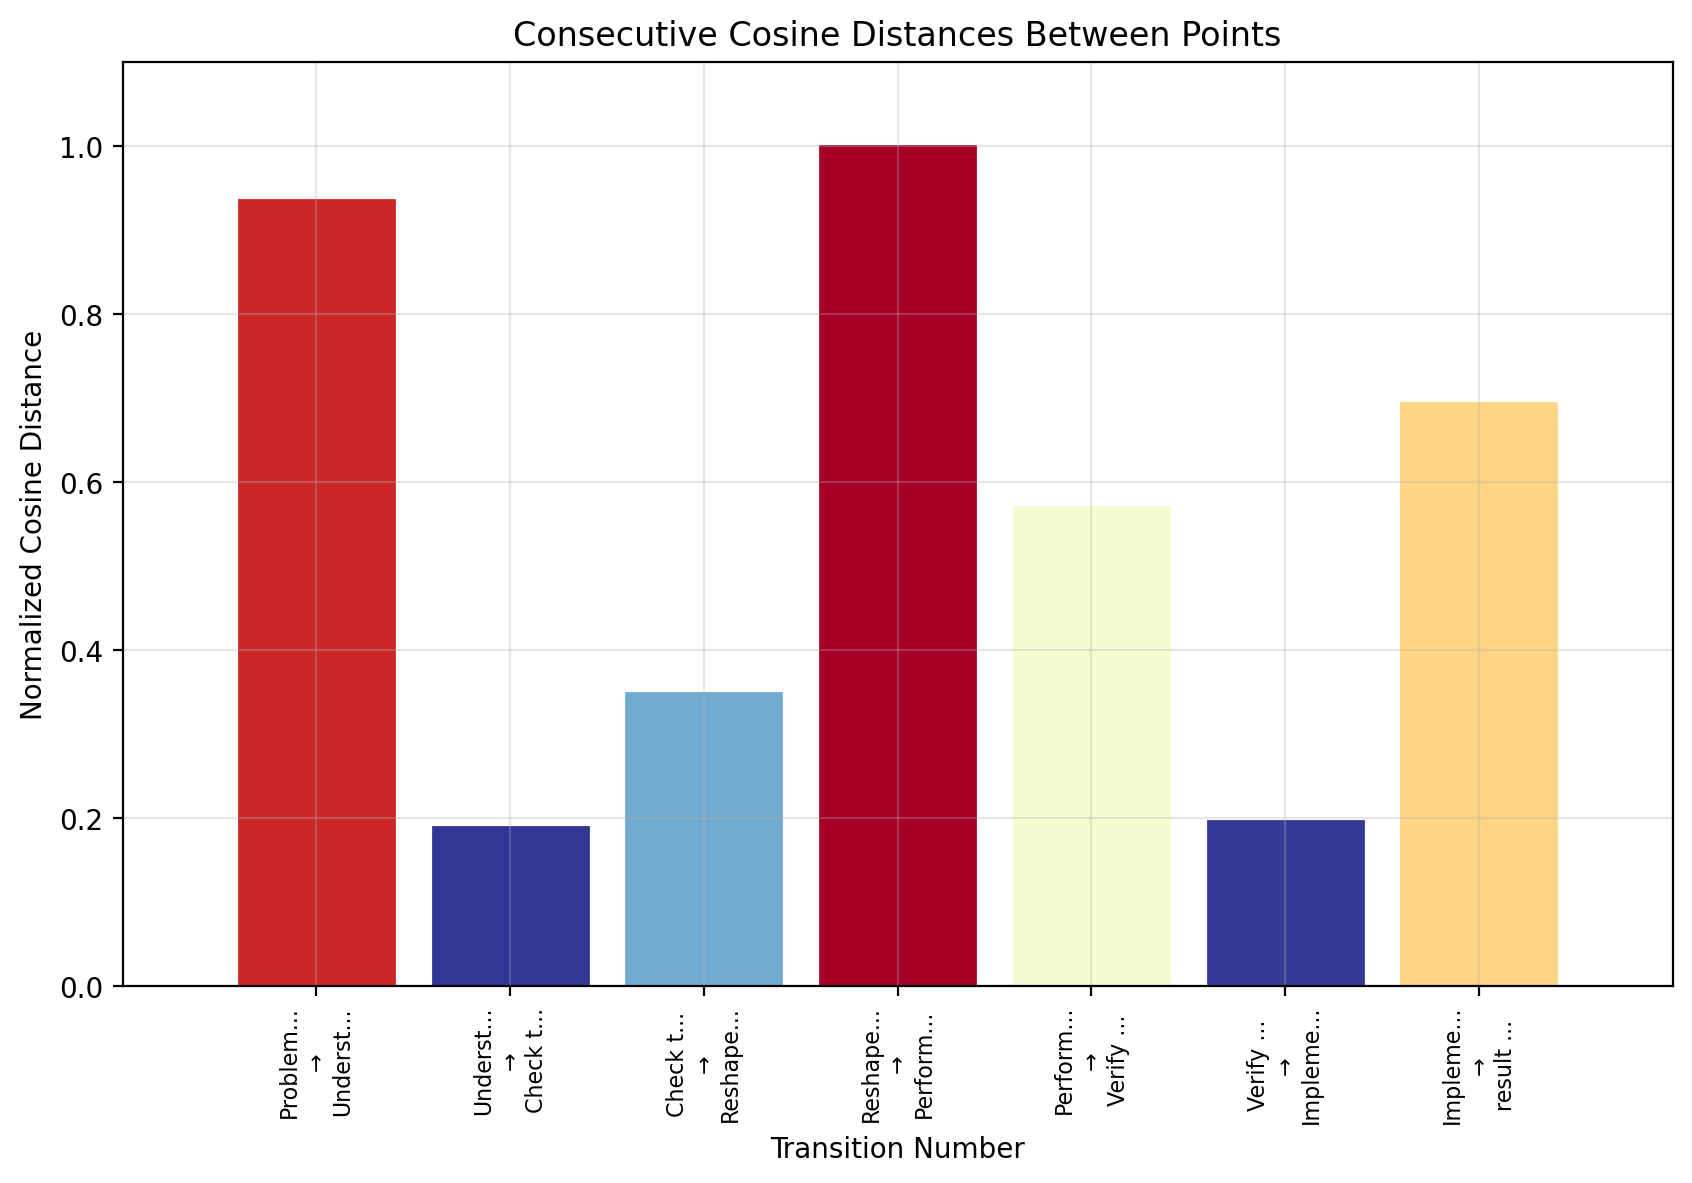 Consecutive Cosine Distances Between Points
Normalized Cosine Distance
1.0
0.8
0.6
0.4
0.2
0.0
Problem...
→
Underst...
Underst...
→
Check t...
Check t...
→
Reshape...
Reshape...
→
Perform...
Perform...
→
Verify ...
Verify ...
→
Impleme...
Impleme...
→
result ...
Transition Number